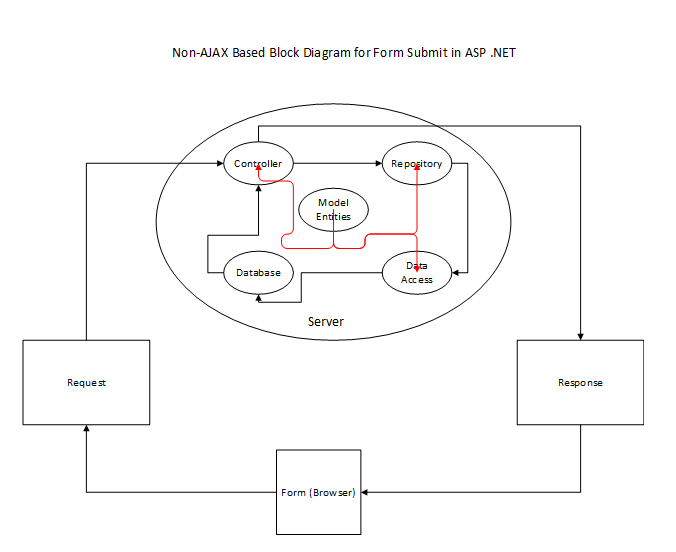 Non-AJAX Based Block Diagram for Form Submit in ASP .NET
Controller
Repository
Model
Entities
Database
Data
Access
Server
Request
Response
Form (Browser)